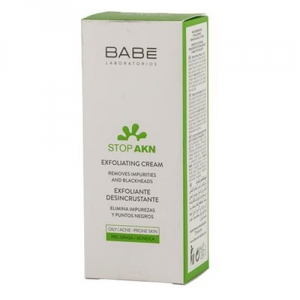 BABÉ
LABORATORIOS
STOP AKN
EXFOLIATING CREAM
REMOVES IMPURITIES
AND BLACKHEADS
EXFOLIANTE
DESINCRUSTANTE
ELIMINA IMPUREZAS
Y PUNTOS NEGROS
OILY / ACNE - PRONE SKIN
PIEL GRASA / ACNEICA